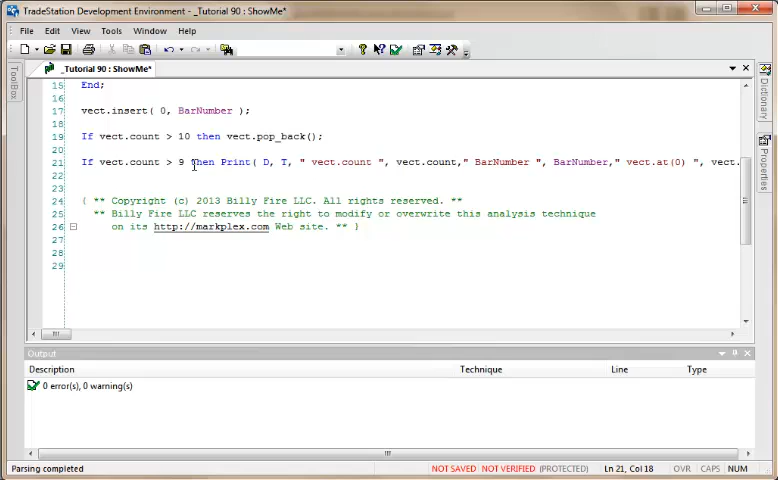 TradeStation Development Environment - _Tutorial 90 : ShowMe*
File Edit View Tools Window Help
_Tutorial 90 : ShowMe*
ToolBox
Dictionary
Properties
15 End;
16
17 vect.insert( 0, BarNumber );
18
19 If vect.count > 10 then vect.pop_back();
20
21 If vect.count > 9 then Print( D, T, " vect.count ", vect.count," BarNumber ", BarNumber," vect.at(0) ", vect.
22
23
24 { ** Copyright (c) 2013 Billy Fire LLC. All rights reserved. **
25 ** Billy Fire LLC reserves the right to modify or overwrite this analysis technique
26 on its http://markplex.com Web site. ** }
27
28
29
Output
Description Technique Line Type
0 error(s), 0 warning(s)
Parsing completed NOT SAVED NOT VERIFIED (PROTECTED) Ln 21, Col 18 OVR CAPS NUM